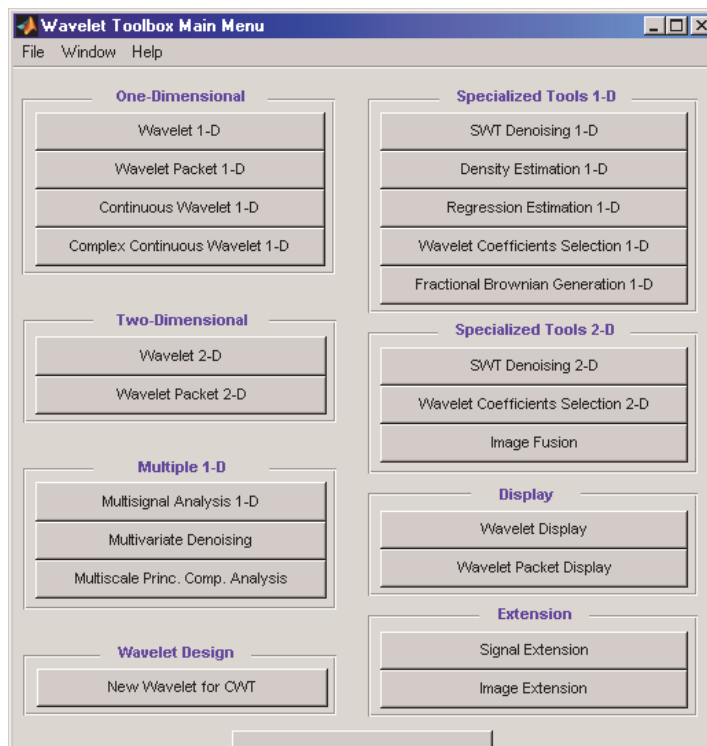 Wavelet Toolbox Main Menu
File Window Help
One-Dimensional
Wavelet 1-D
Wavelet Packet 1-D
Continuous Wavelet 1-D
Complex Continuous Wavelet 1-D
Two-Dimensional
Wavelet 2-D
Wavelet Packet 2-D
Multiple 1-D
Multisignal Analysis 1-D
Multivariate Denoising
Multiscale Princ. Comp. Analysis
Wavelet Design
New Wavelet for CWT
Specialized Tools 1-D
SWT Denoising 1-D
Density Estimation 1-D
Regression Estimation 1-D
Wavelet Coefficients Selection 1-D
Fractional Brownian Generation 1-D
Specialized Tools 2-D
SWT Denoising 2-D
Wavelet Coefficients Selection 2-D
Image Fusion
Display
Wavelet Display
Wavelet Packet Display
Extension
Signal Extension
Image Extension